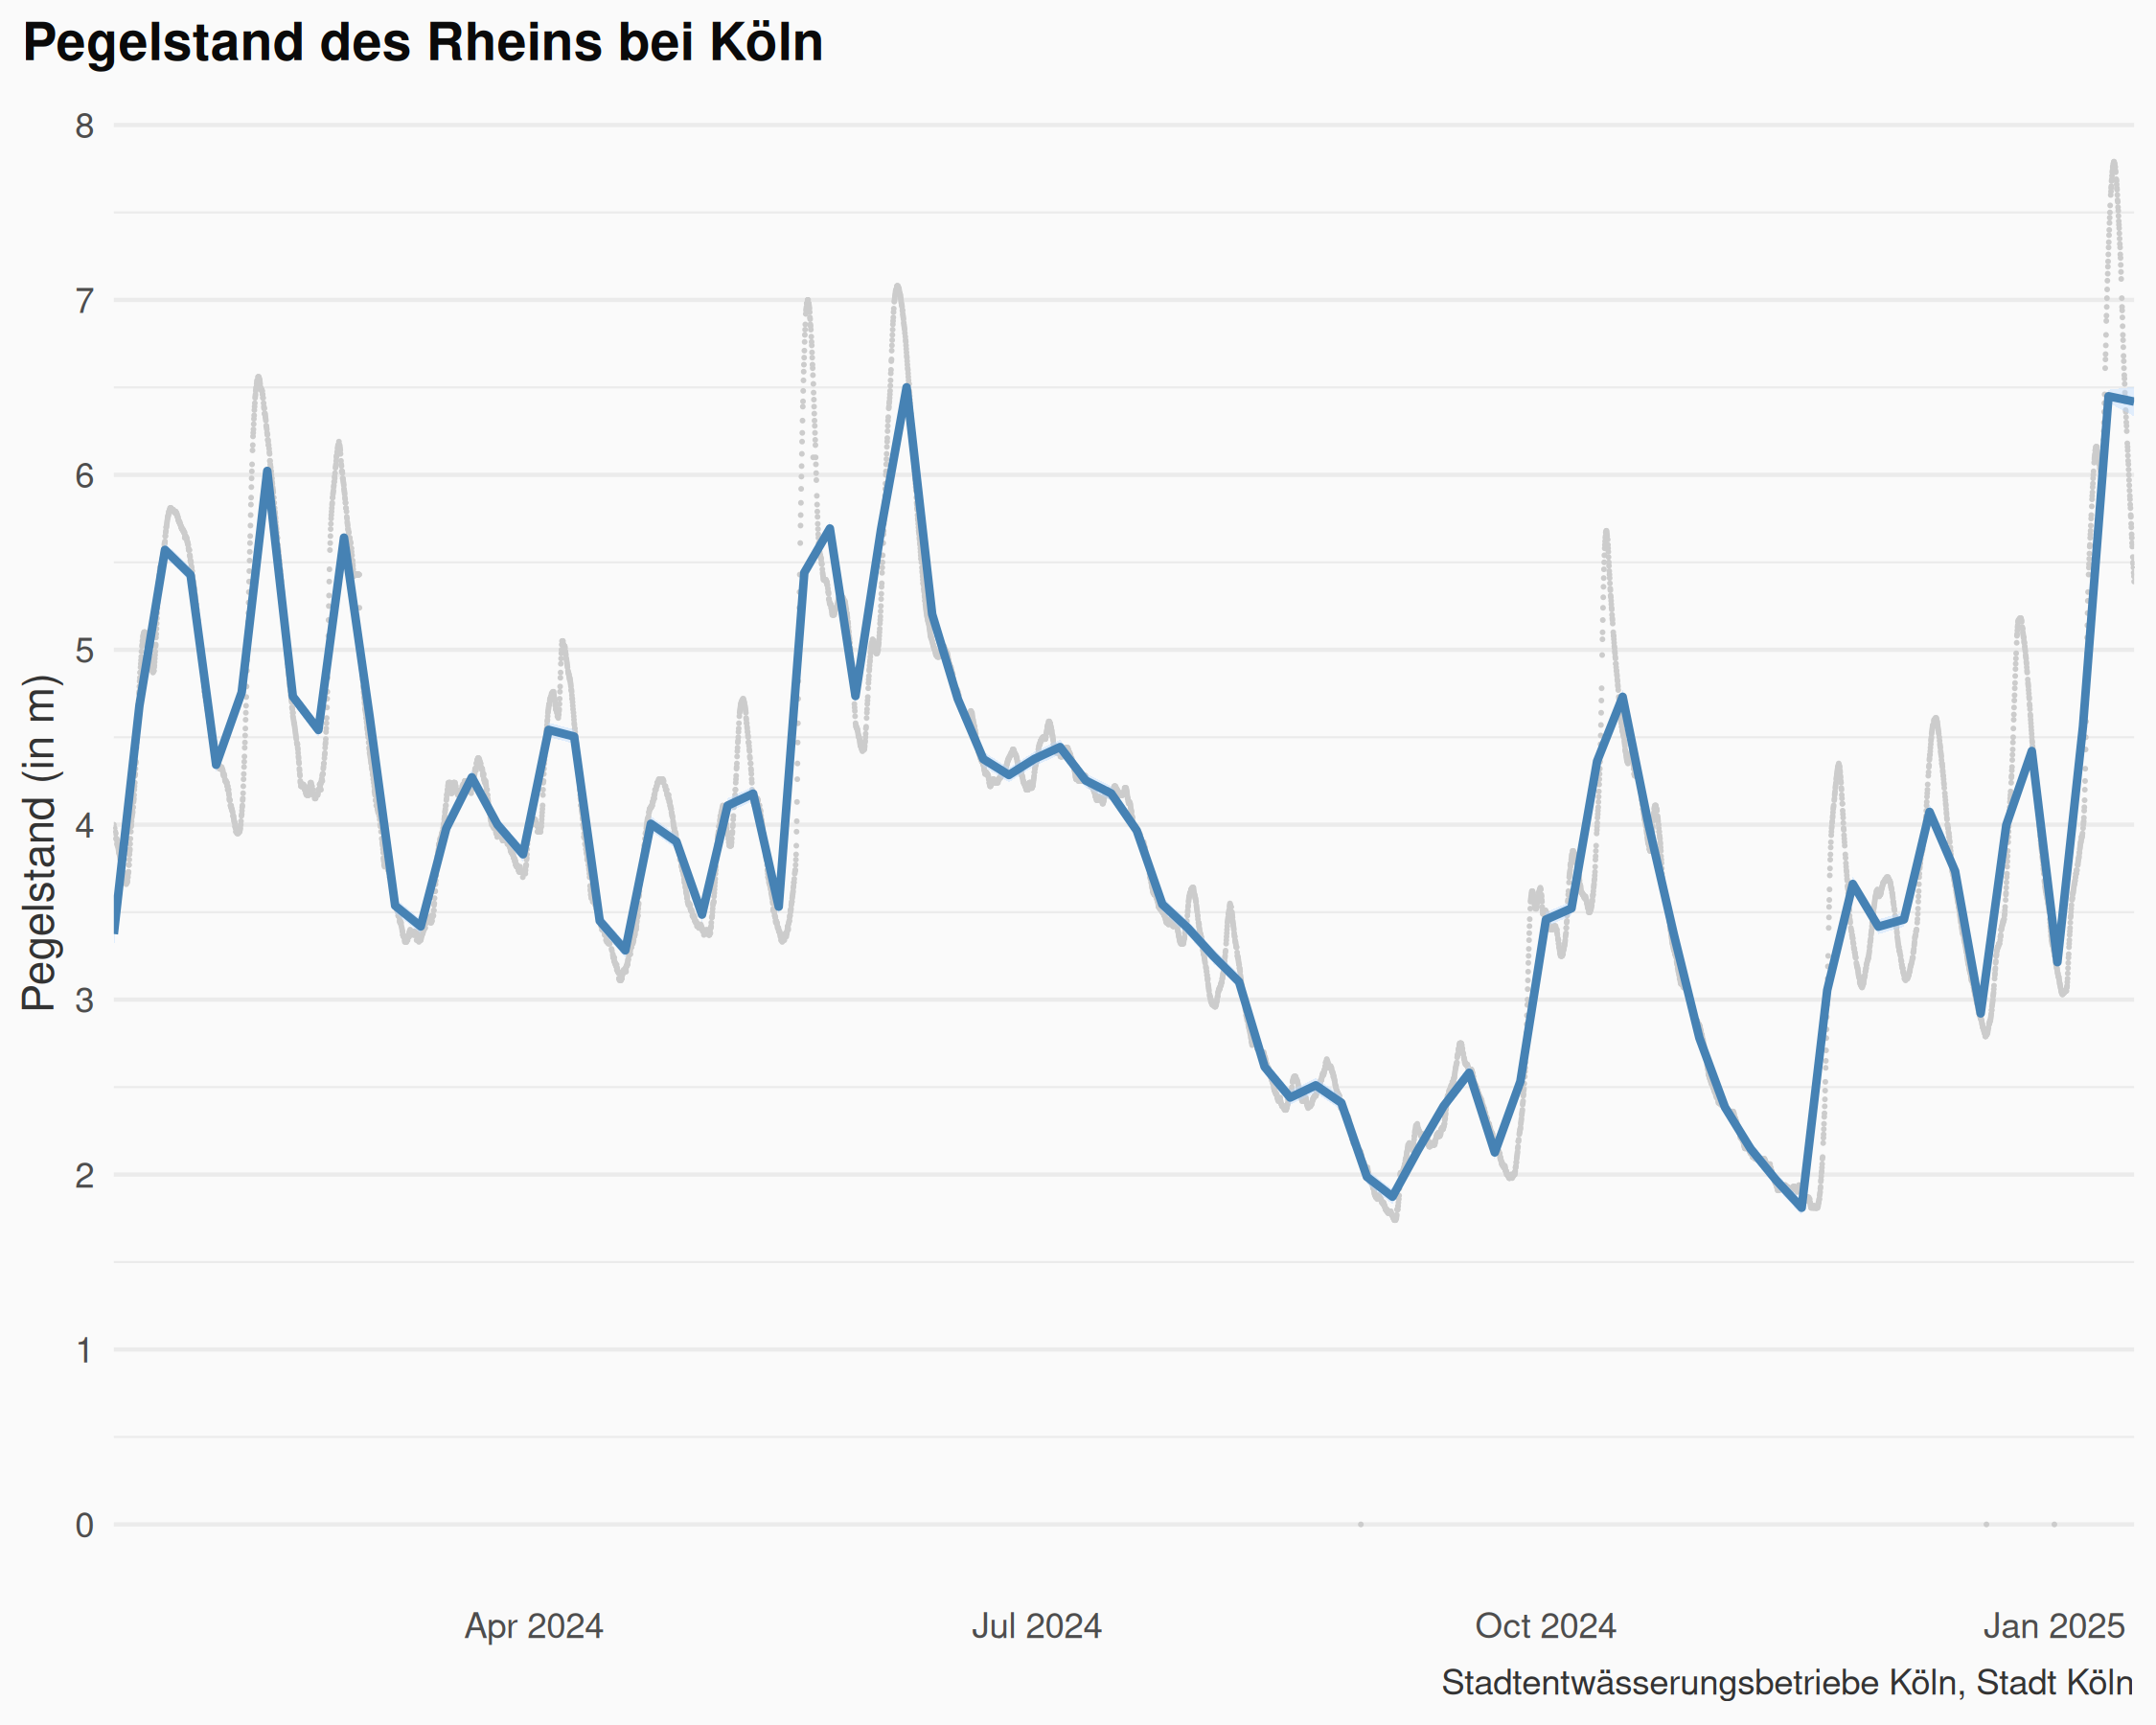 Pegelstand des Rheins bei Köln
Pegelstand (in m)
8
7
6
5
4
3
2
1
0
Apr 2024
Jul 2024
Oct 2024
Jan 2025
Stadtentwässerungsbetriebe Köln, Stadt Köln